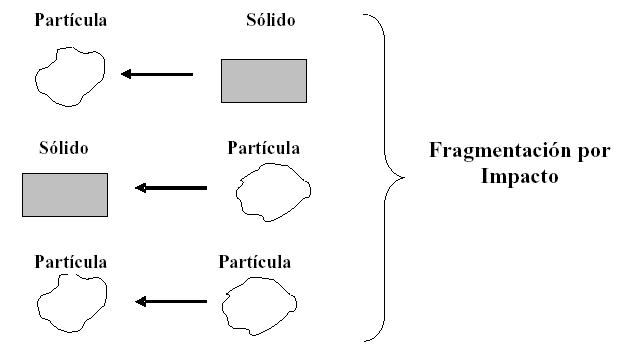 Partícula Sólido
Sólido Partícula
Fragmentación por
Impacto
Partícula Partícula